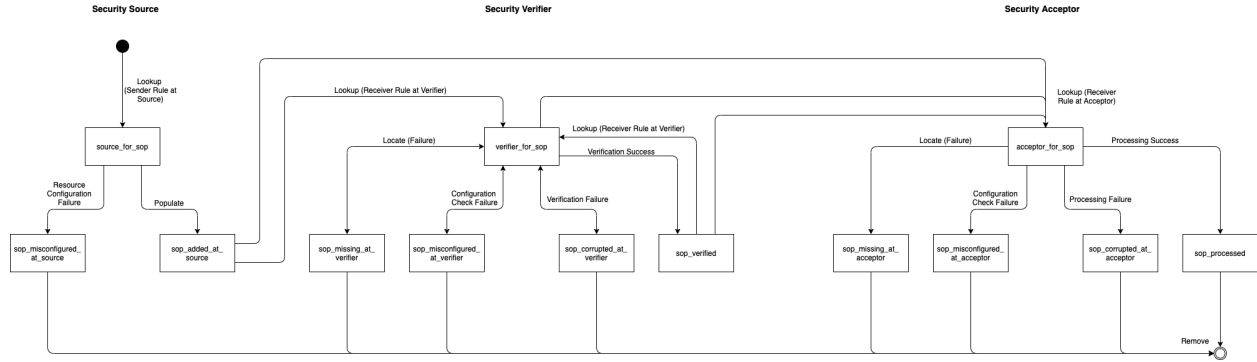 Security Source
Security Verifier
Security Acceptor
Lookup
(Sender Rule at
Source)
Lookup (Receiver Rule at Verifier)
Lookup (Receiver
Rule at Acceptor)
source_for_sop
Locate (Failure)
verifier_for_sop
Lookup (Receiver Rule at Verifier)
Verification Success
Locate (Failure)
acceptor_for_sop
Processing Success
Resource
Configuration
Failure
Populate
Configuration
Check Failure
Verification Failure
Configuration
Check Failure
Processing Failure
sop_misconfigured_
at_source
sop_added_at_
source
sop_missing_at_
verifier
sop_misconfigured_
at_verifier
sop_corrupted_at_
verifier
sop_verified
sop_missing_at_
acceptor
sop_misconfigured_
at_acceptor
sop_corrupted_at_
acceptor
sop_processed
Remove